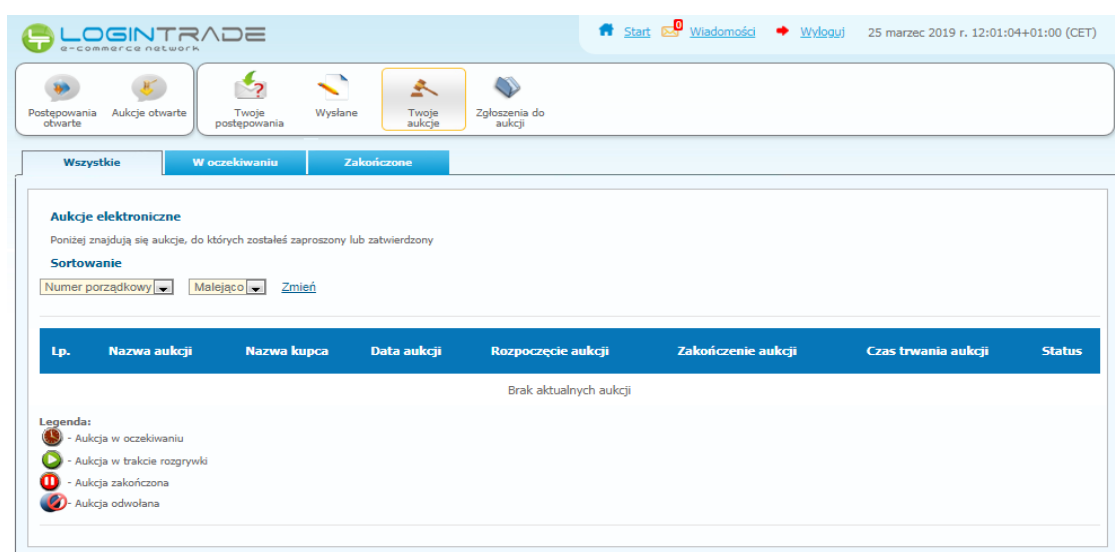 LOGINTRADE
e-commerce network
Start 0 Wiadomości Wyloguj 25 marzec 2019 r. 12:01:04+01:00 (CET)
Postępowania otwarte
Aukcje otwarte
Twoje postępowania
Wysłane
Twoje aukcje
Zgłoszenia do aukcji
Wszystkie W oczekiwaniu Zakończone
Aukcje elektroniczne
Poniżej znajdują się aukcje, do których zostałeś zaproszony lub zatwierdzony
Sortowanie
Numer porządkowy Malejąco Zmień
Lp. Nazwa aukcji Nazwa kupca Data aukcji Rozpoczęcie aukcji Zakończenie aukcji Czas trwania aukcji Status
Brak aktualnych aukcji
Legenda:
- Aukcja w oczekiwaniu
- Aukcja w trakcie rozgrywki
- Aukcja zakończona
- Aukcja odwołana